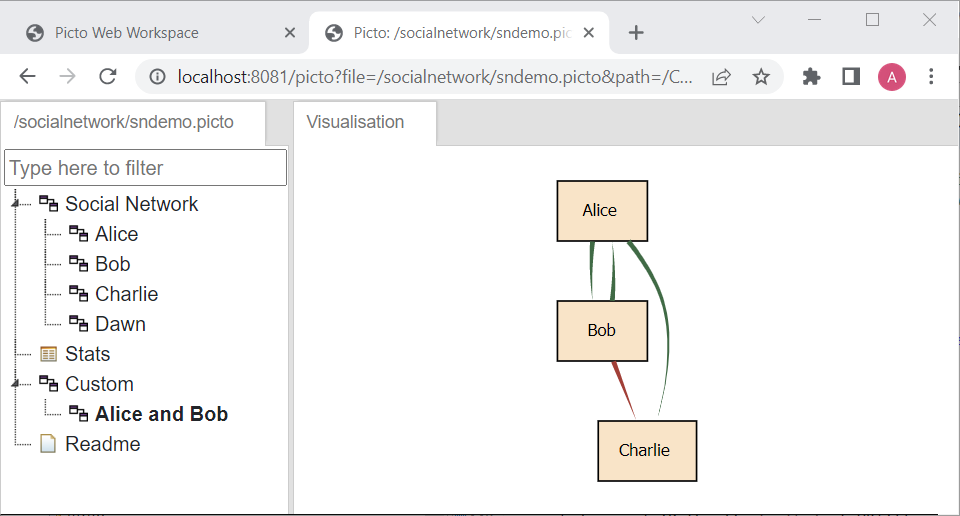 Picto Web Workspace
Picto: /socialnetwork/sndemo.pic
localhost:8081/picto?file=/socialnetwork/sndemo.picto&path=/C...
A
/socialnetwork/sndemo.picto
Visualisation
Type here to filter
Social Network
Alice
Bob
Charlie
Dawn
Stats
Custom
Alice and Bob
Readme
Alice
Bob
Charlie